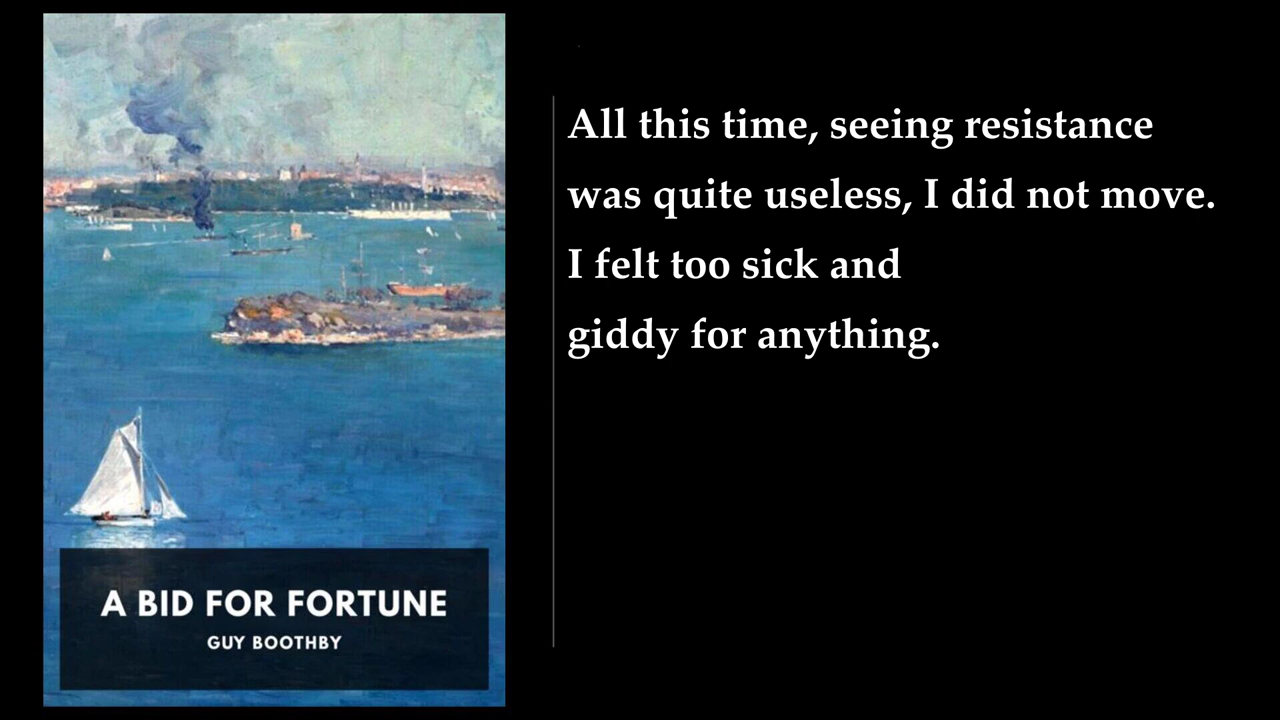 All this time, seeing resistance
was quite useless, I did not move.
I felt too sick and
giddy for anything.
A BID FOR FORTUNE
GUY BOOTHBY